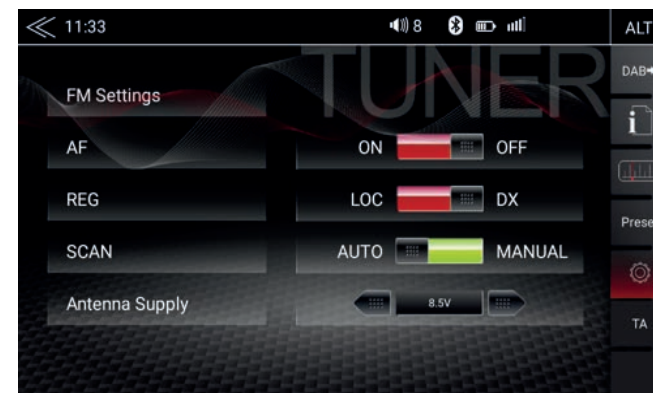 11:33
8
ALT
TUNER
DAB+
FM Settings
i
AF ON OFF
REG LOC DX
Prese
SCAN AUTO MANUAL
Antenna Supply 8.5V
TA